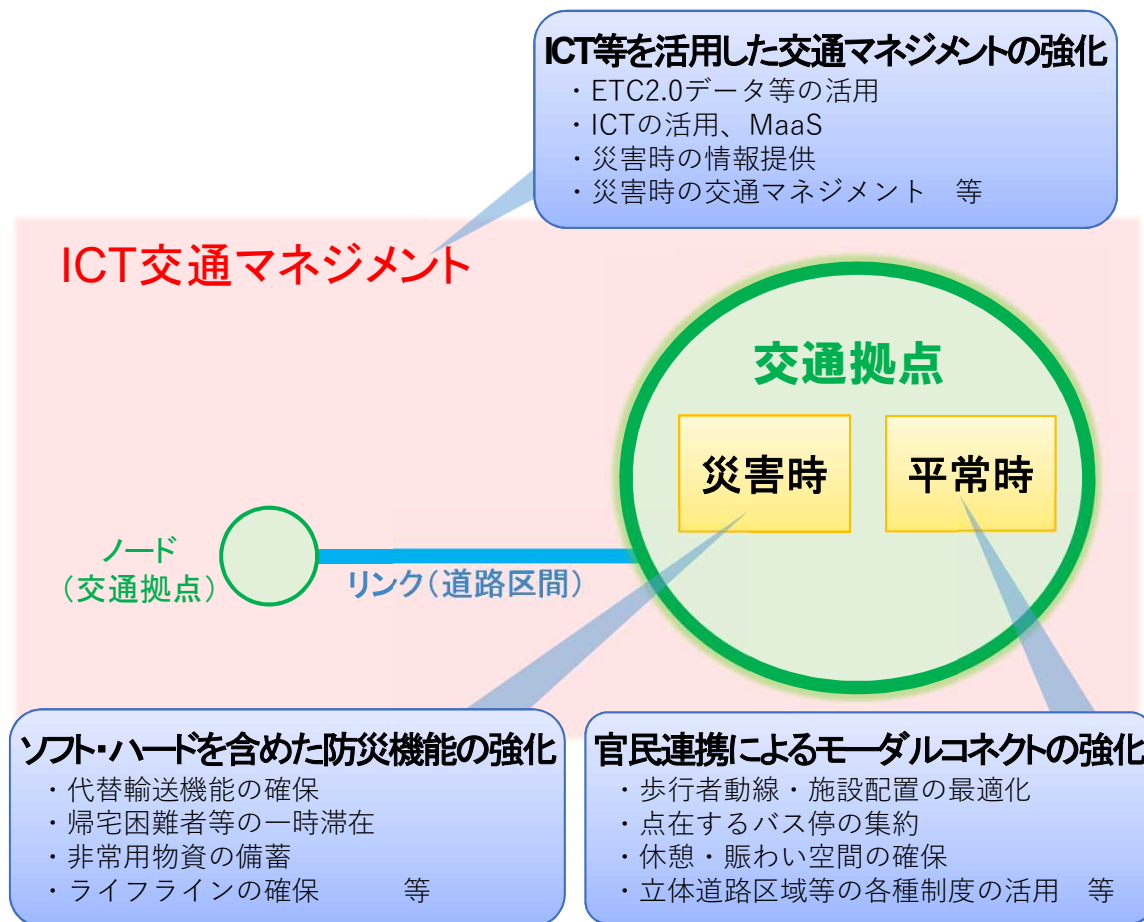 ICT等を活用した交通マネジメントの強化
・ETC2.0データ等の活用
・ICTの活用、MaaS
・災害時の情報提供
・災害時の交通マネジメント　等
ICT交通マネジメント
交通拠点
災害時
平常時
ノード
（交通拠点）
リンク（道路区間）
ソフト・ハードを含めた防災機能の強化
・代替輸送機能の確保
・帰宅困難者等の一時滞在
・非常用物資の備蓄
・ライフラインの確保　　　等
官民連携によるモーダルコネクトの強化
・歩行者動線・施設配置の最適化
・点在するバス停の集約
・休憩・賑わい空間の確保
・立体道路区域等の各種制度の活用　等